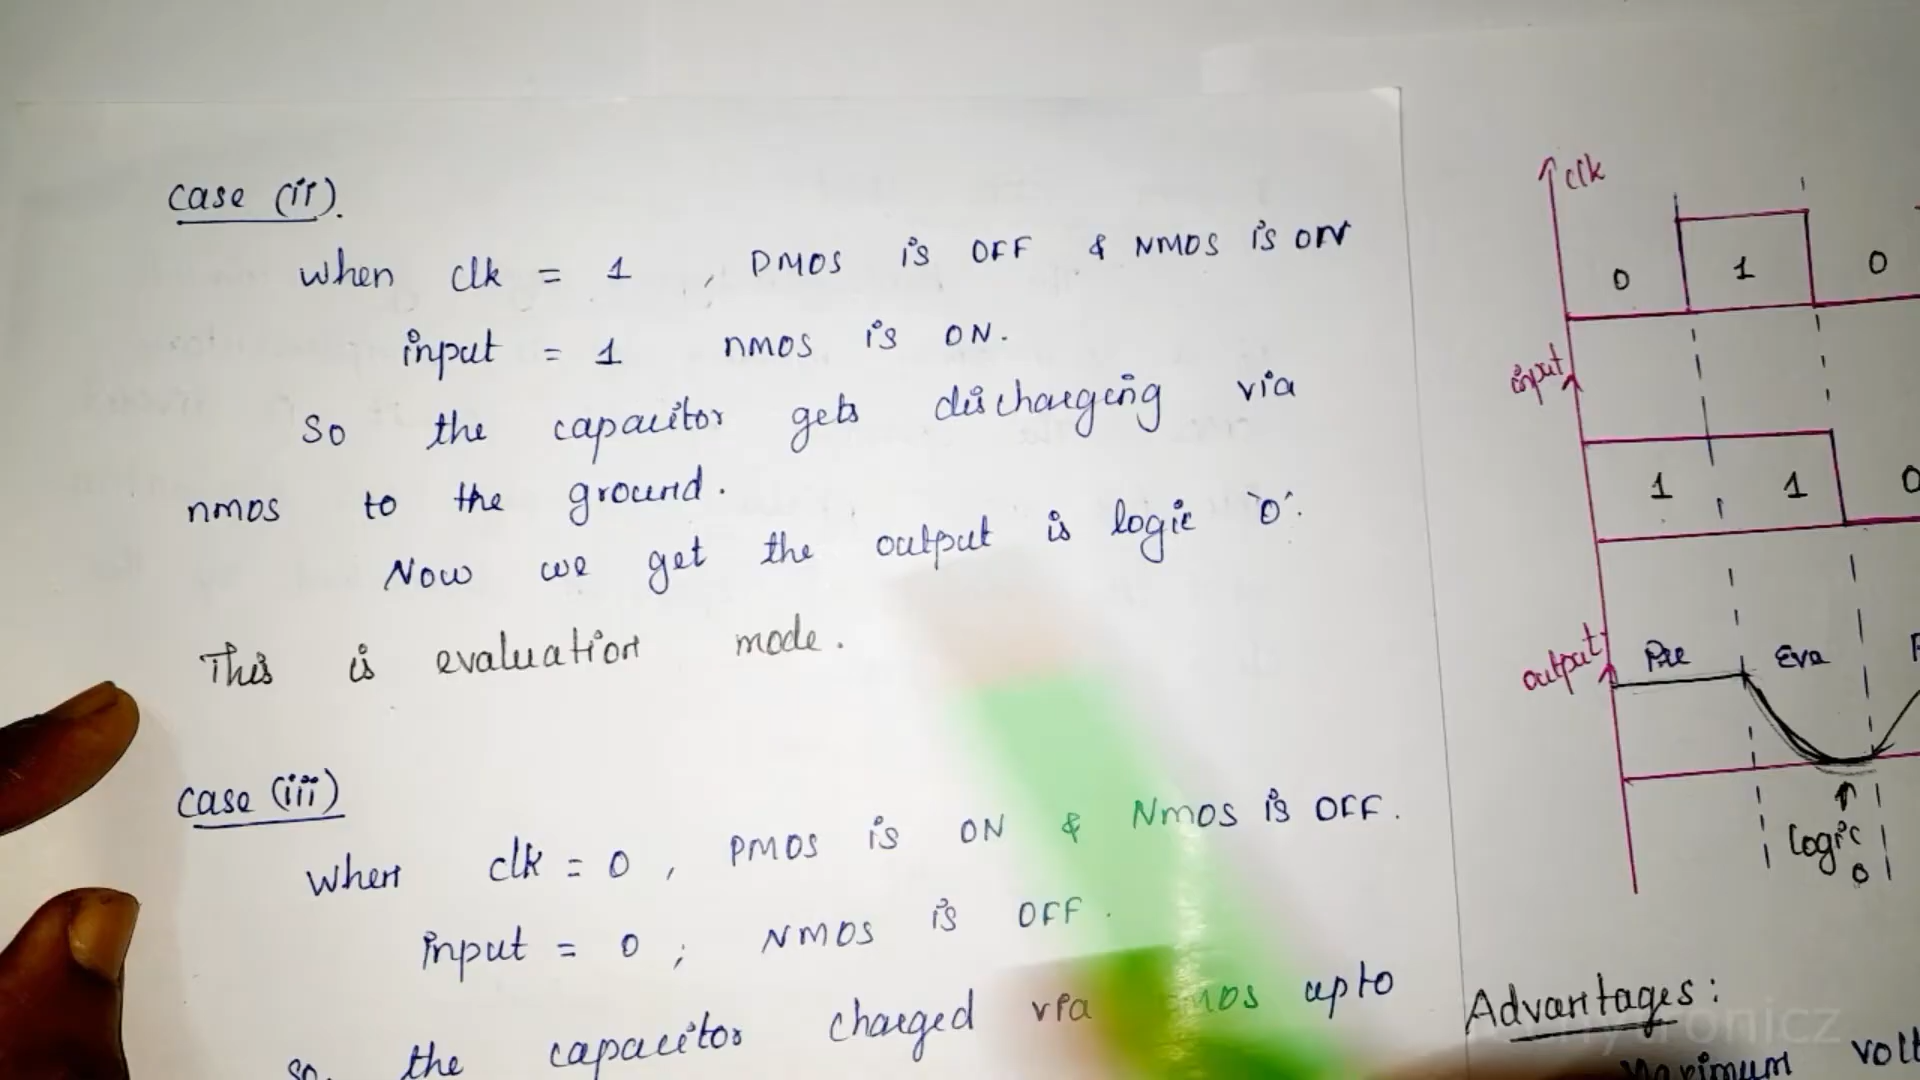 Case (ii).
When clk = 1 , PMOS is OFF & NMOS is ON
input = 1 nmos is ON.
So the capacitor gets discharging via
nmos to the ground.
Now we get the output is logic '0'.
This is evaluation mode.
Case (iii)
When clk = 0 , PMOS is ON & NMOS is OFF.
input = 0 ; NMOS is OFF.
So, the capacitor charged via upto
clk
0 1 0
input
1 1 0
output
Pre Eva
logic
0
Advantages:
Maximum